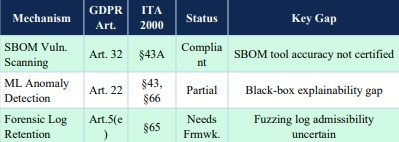 Mechanism GDPR Art. ITA 2000 Status Key Gap
SBOM Vuln. Scanning Art. 32 §43A Complia nt SBOM tool accuracy not certified
ML Anomaly Detection Art. 22 §43, §66 Partial Black-box explainability gap
Forensic Log Retention Art.5(e ) §65 Needs Frmwk. Fuzzing log admissibility uncertain